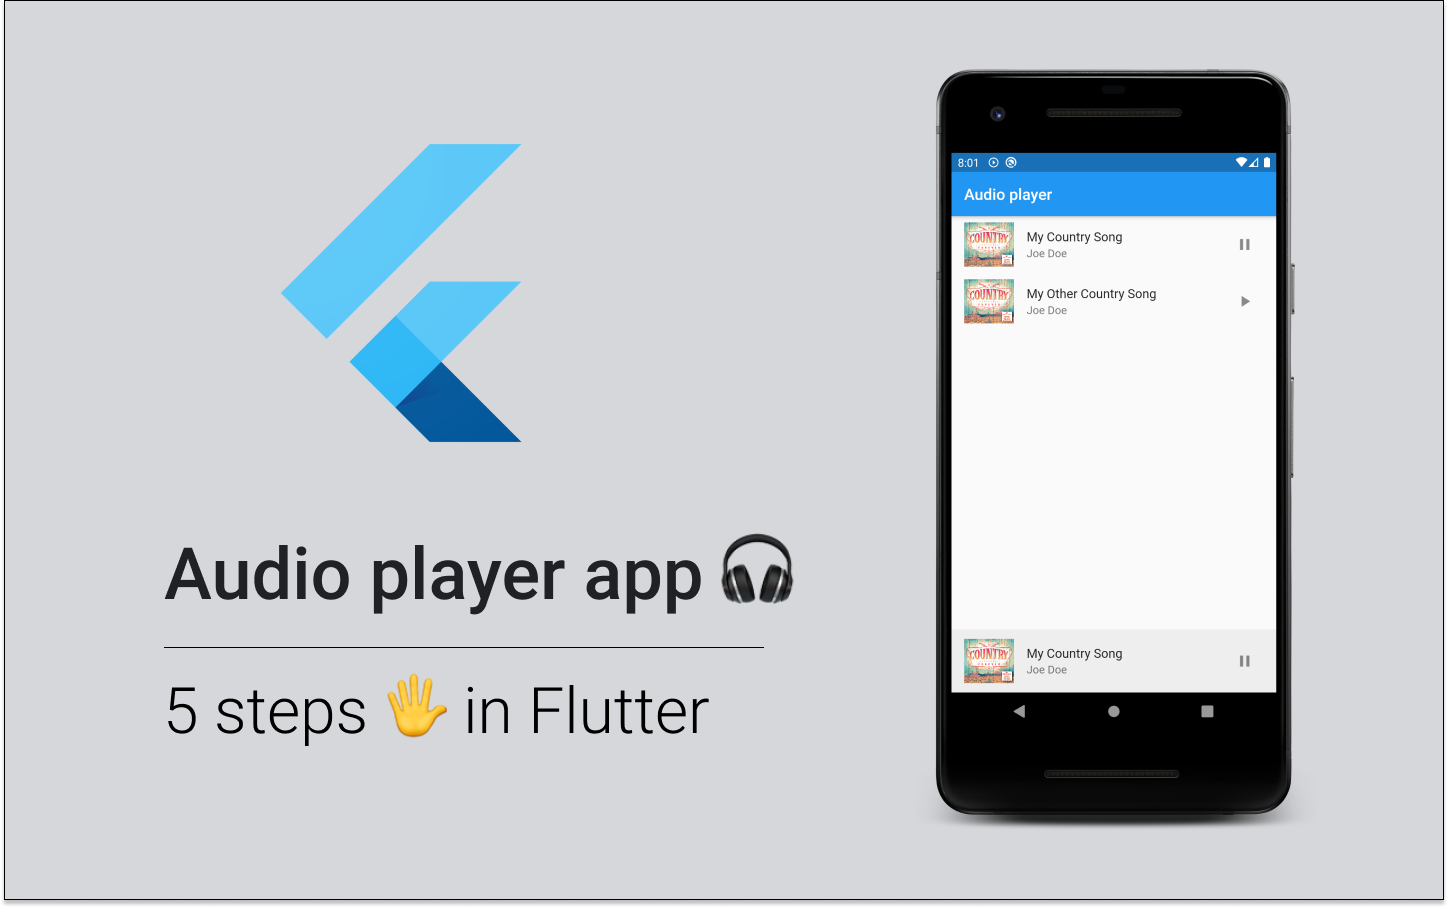 Audio player app 🎧
5 steps 🖐 in Flutter
8:01
Audio player
COUNTRY
My Country Song
Joe Doe
COUNTRY
My Other Country Song
Joe Doe
COUNTRY
My Country Song
Joe Doe